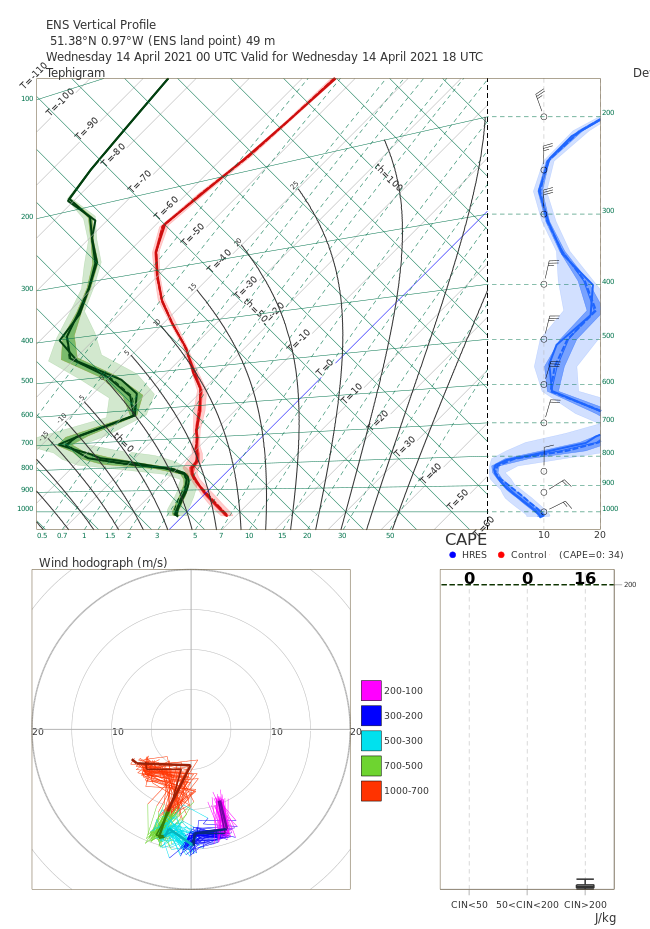 ENS Vertical Profile
51.38°N 0.97°W (ENS land point) 49 m
Wednesday 14 April 2021 00 UTC Valid for Wednesday 14 April 2021 18 UTC
Tephigram
De
T=-110
T=-100
T=-90
T=-80
T=-70
T=-60
T=-50
T=-40
T=-30
T=-20
T=-10
T=0
T=10
T=20
T=30
T=40
T=50
T=60
th=100
th=50
th=0
25
20
15
10
5
-5
-10
-15
100
200
300
400
500
600
700
800
900
1000
200
300
400
500
600
700
800
900
1000
0.5 0.7 1 1.5 2 3 5 7 10 15 20 30
10 20
CAPE
HRES Control (CAPE=0: 34)
Wind hodograph (m/s)
20 10 10 20
200-100
300-200
500-300
700-500
1000-700
0 0 16
200
CIN<50 50<CIN<200 CIN>200
J/kg